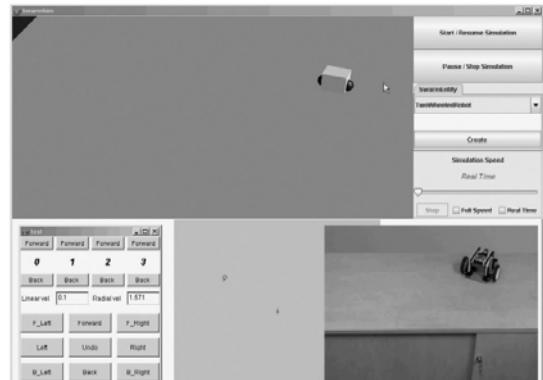 Start / Resume Simulation
Pause / Stop Simulation
SwarmEntity
TwoWheeledRobot
Create
Simulation Speed
Real Time
Stop
Full Speed
Real Time
test
Forward Forward Forward Forward
0 1 2 3
Back Back Back Back
Linear vel 0.1 Radial vel 1.571
F_Left Forward F_Right
Left Undo Right
B_Left Back B_Right